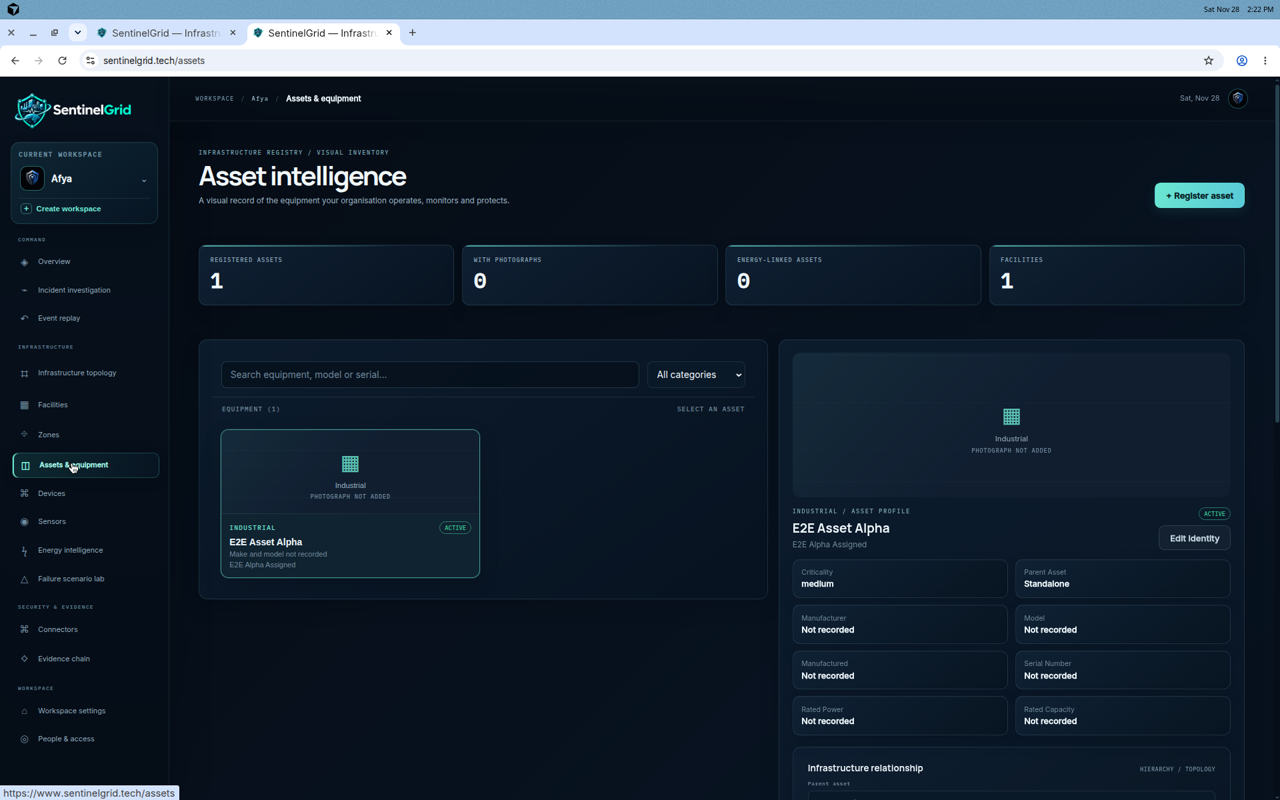 Sat Nov 28 2:22 PM
SentinelGrid — Infrastr
SentinelGrid — Infrastr
sentinelgrid.tech/assets
SentinelGrid
CURRENT WORKSPACE
Afya
+ Create workspace
COMMAND
Overview
Incident investigation
Event replay
INFRASTRUCTURE
Infrastructure topology
Facilities
Zones
Assets & equipment
Devices
Sensors
Energy intelligence
Failure scenario lab
SECURITY & EVIDENCE
Connectors
Evidence chain
WORKSPACE
Workspace settings
People & access
https://www.sentinelgrid.tech/assets
WORKSPACE / Afya / Assets & equipment
Sat, Nov 28
INFRASTRUCTURE REGISTRY / VISUAL INVENTORY
Asset intelligence
A visual record of the equipment your organisation operates, monitors and protects.
+ Register asset
REGISTERED ASSETS
1
WITH PHOTOGRAPHS
0
ENERGY-LINKED ASSETS
0
FACILITIES
1
Search equipment, model or serial...
All categories
EQUIPMENT (1)
SELECT AN ASSET
Industrial
PHOTOGRAPH NOT ADDED
INDUSTRIAL
ACTIVE
E2E Asset Alpha
Make and model not recorded
E2E Alpha Assigned
Industrial
PHOTOGRAPH NOT ADDED
INDUSTRIAL / ASSET PROFILE
ACTIVE
E2E Asset Alpha
E2E Alpha Assigned
Edit identity
Criticality
medium
Parent Asset
Standalone
Manufacturer
Not recorded
Model
Not recorded
Manufactured
Not recorded
Serial Number
Not recorded
Rated Power
Not recorded
Rated Capacity
Not recorded
Infrastructure relationship
HIERARCHY / TOPOLOGY
Parent asset